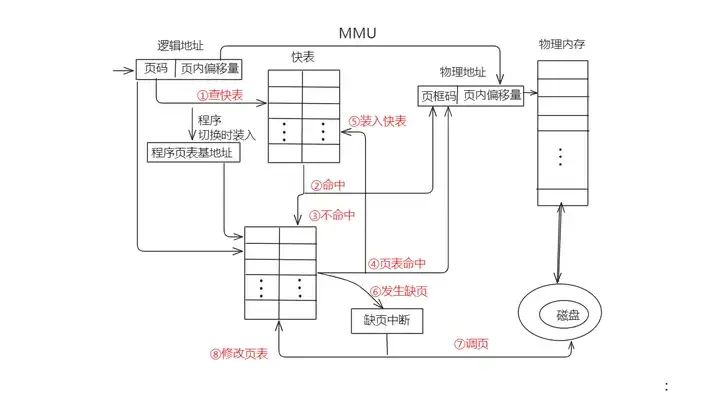 MMU
逻辑地址
快表
物理地址
物理内存
页码
页内偏移量
页框码
页内偏移量
①查快表
程序
切换时装入
⑤装入快表
程序页表基地址
②命中
③不命中
④页表命中
⑥发生缺页
缺页中断
磁盘
⑦调页
⑧修改页表
: